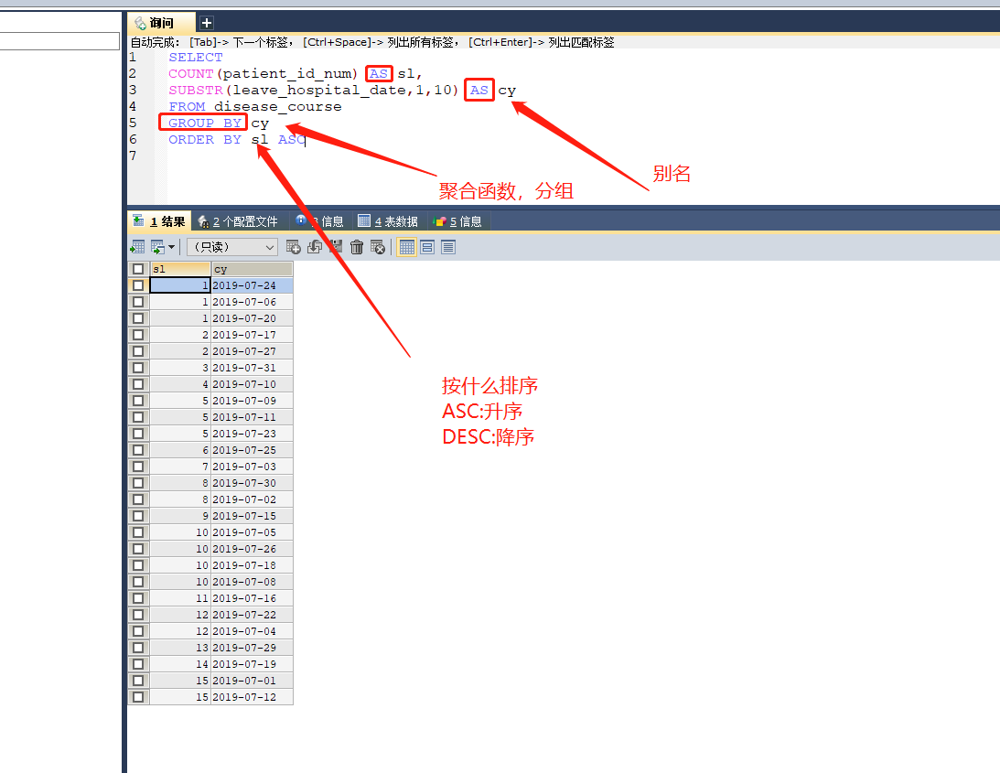 询问
自动完成： [Tab]-> 下一个标签， [Ctrl+Space]-> 列出所有标签， [Ctrl+Enter]-> 列出匹配标签
1 SELECT
2 COUNT(patient_id_num) AS sl,
3 SUBSTR(leave_hospital_date,1,10) AS cy
4 FROM disease_course
5 GROUP BY cy
6 ORDER BY sl ASC
7
别名
聚合函数，分组
1 结果 2 个配置文件 3 信息 4 表数据 5 信息
（只读）
sl cy
1 2019-07-24
1 2019-07-06
1 2019-07-20
2 2019-07-17
2 2019-07-27
3 2019-07-31
4 2019-07-10
5 2019-07-09
5 2019-07-11
5 2019-07-23
6 2019-07-25
7 2019-07-03
8 2019-07-30
8 2019-07-02
9 2019-07-15
10 2019-07-05
10 2019-07-26
10 2019-07-18
10 2019-07-08
11 2019-07-16
12 2019-07-22
12 2019-07-04
13 2019-07-29
14 2019-07-19
15 2019-07-01
15 2019-07-12
按什么排序
ASC:升序
DESC:降序